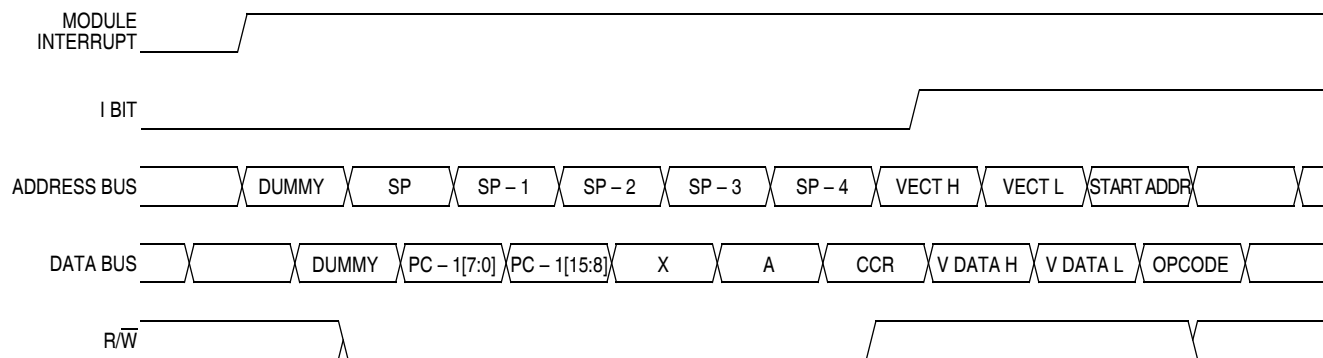 MODULE
INTERRUPT
I BIT
ADDRESS BUS DUMMY SP SP – 1 SP – 2 SP – 3 SP – 4 VECT H VECT L START ADDR
DATA BUS DUMMY PC – 1[7:0] PC – 1[15:8] X A CCR V DATA H V DATA L OPCODE
R/W̅